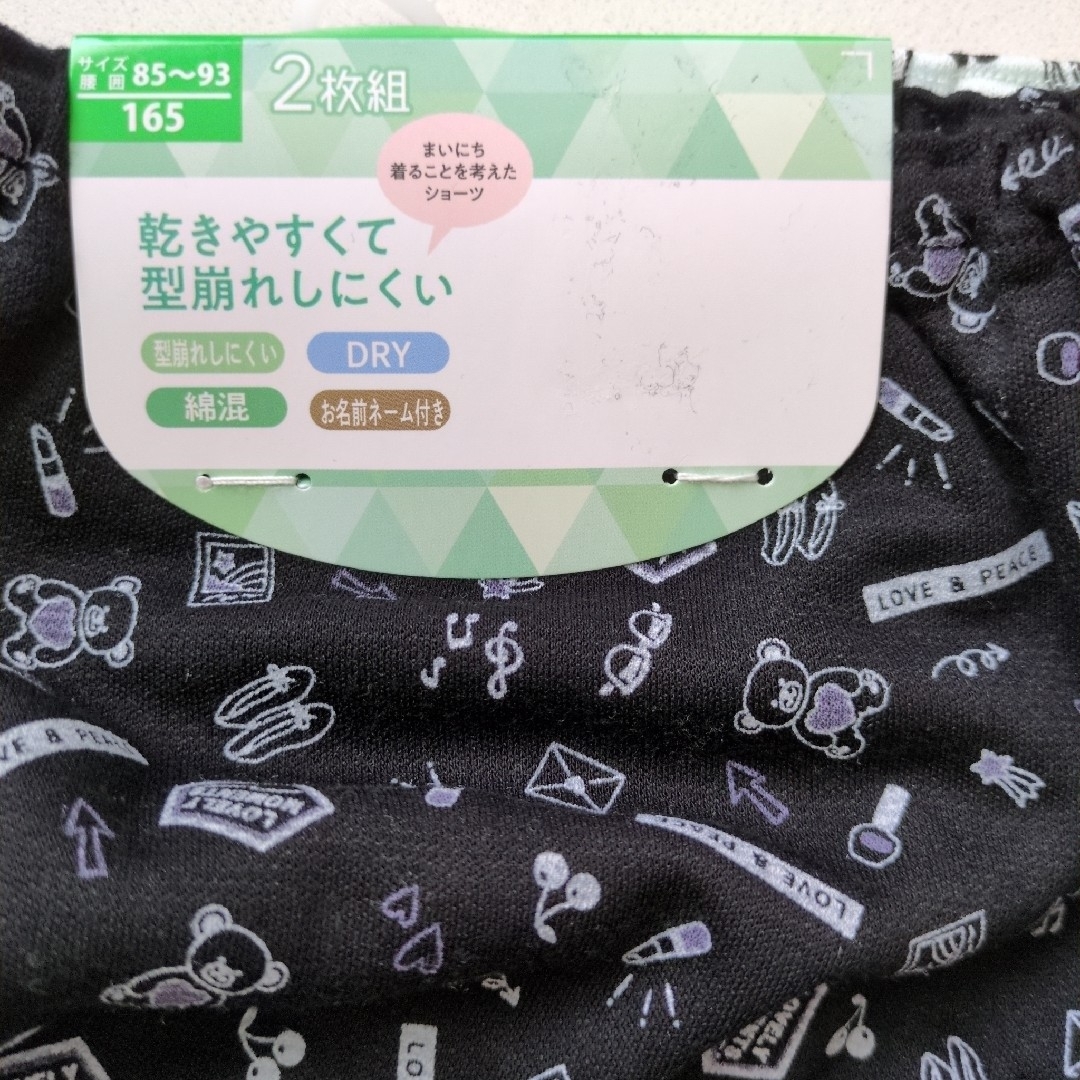 サイズ
腰囲 85〜93
165
2枚組
まいにち
着ることを考えた
ショーツ
乾きやすくて
型崩れしにくい
型崩れしにくい
DRY
綿混
お名前ネーム付き
LOVE & PEACE
VE & PEACE
LOVELY
MOMENTS
LOVE & PEACE
LO